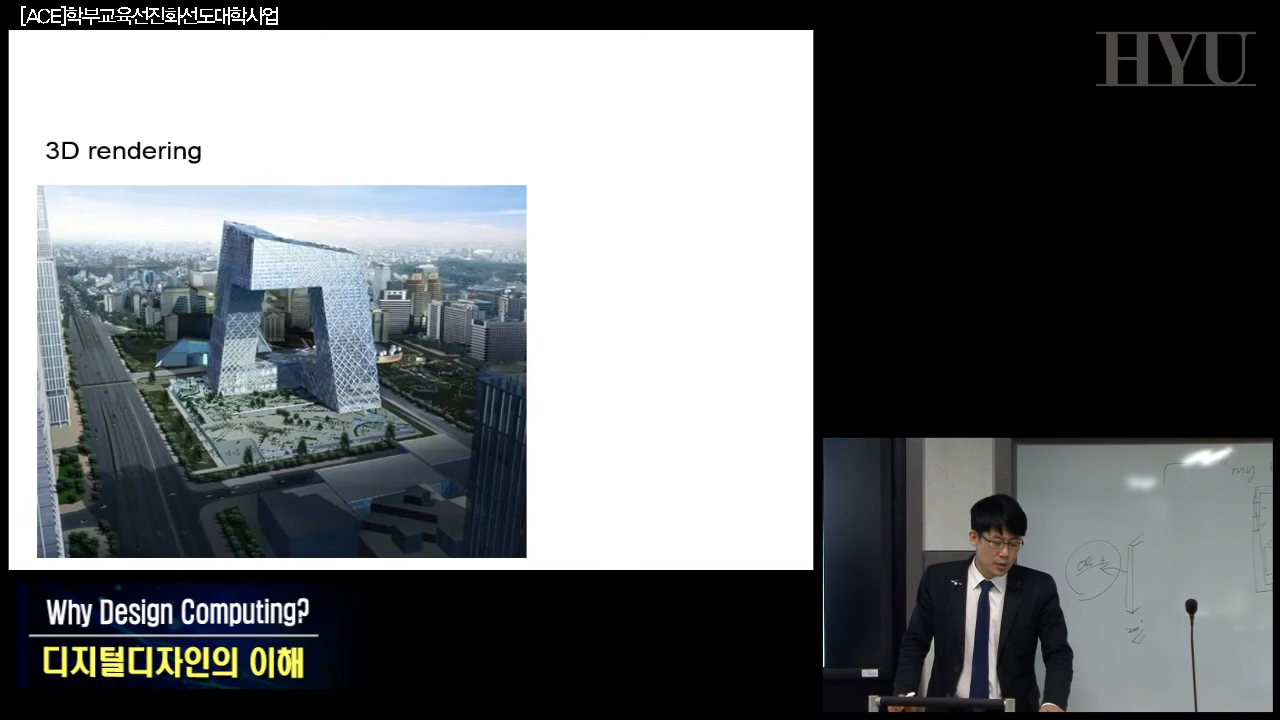 [ACE]학부교육선진화선도대학사업
HYU
3D rendering
my
Why Design Computing?
디지털디자인의 이해